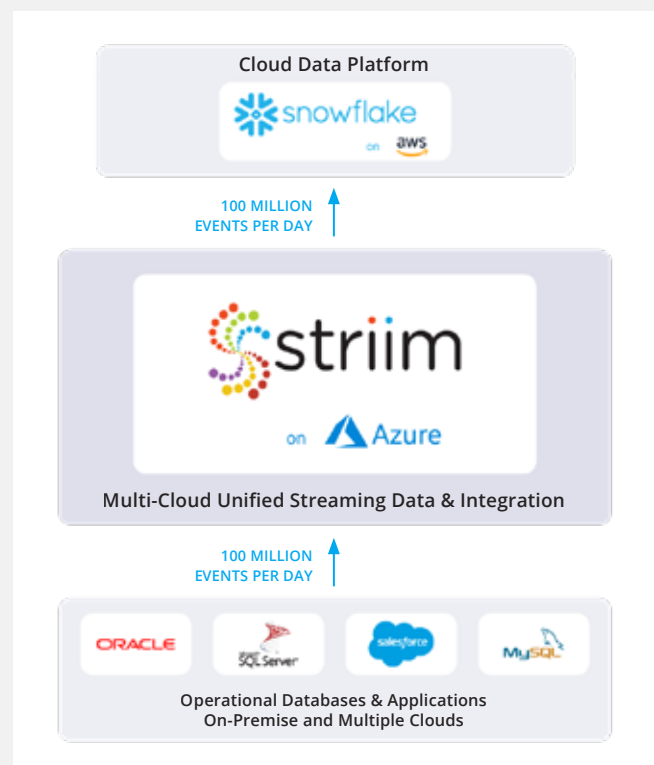 Cloud Data Platform
snowflake
on aws
100 MILLION
EVENTS PER DAY
striim
on Azure
Multi-Cloud Unified Streaming Data & Integration
100 MILLION
EVENTS PER DAY
ORACLE
SQL Server
salesforce
MySQL
Operational Databases & Applications
On-Premise and Multiple Clouds